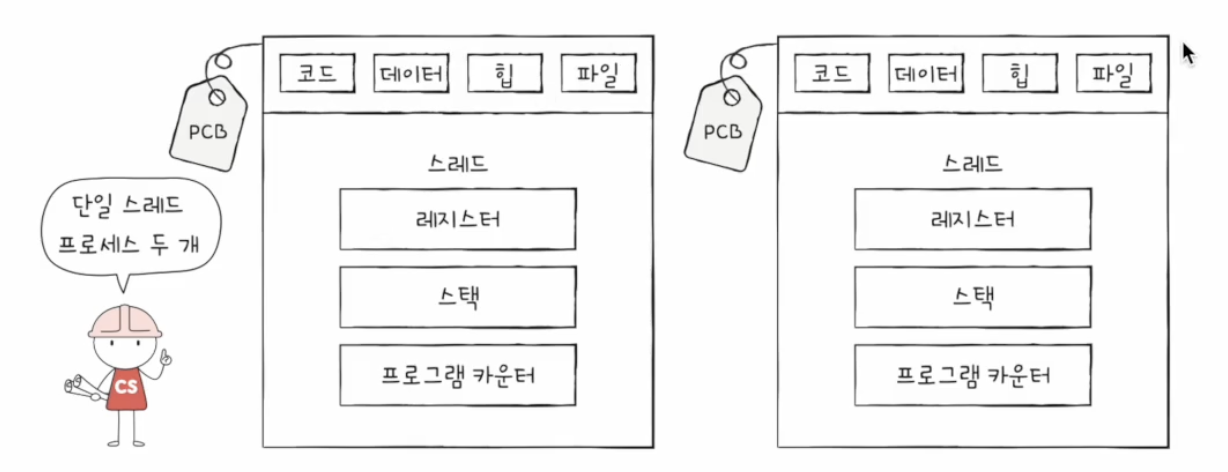 코드 데이터 힙 파일
PCB
스레드
레지스터
스택
프로그램 카운터
코드 데이터 힙 파일
PCB
스레드
레지스터
스택
프로그램 카운터
단일 스레드
프로세스 두 개
CS